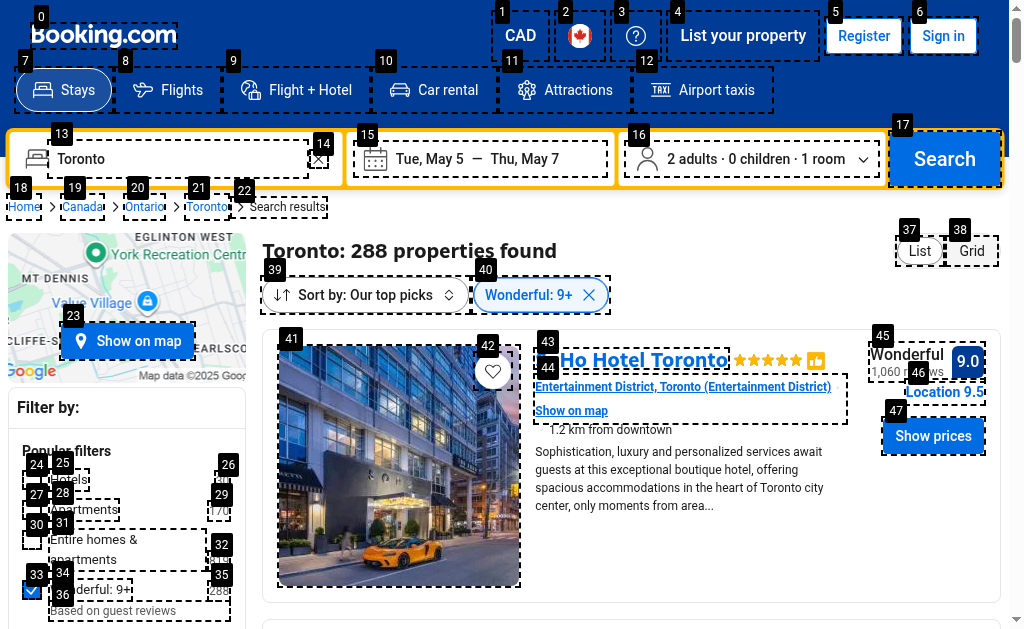 Booking.com
CAD
List your property
Register
Sign in
Stays
Flights
Flight + Hotel
Car rental
Attractions
Airport taxis
Toronto
Tue, May 5 — Thu, May 7
2 adults · 0 children · 1 room
Search
Home
Canada
Ontario
Toronto
Search results
EGLINTON WEST
York Recreation Centr
MT DENNIS
Value Village
Show on map
CLIFFE-S
EARLSCO
Google
Map data ©2025 Goog
Filter by:
Popular filters
Hotels
Apartments
170
Entire homes &
apartments
Wonderful: 9+
288
Based on guest reviews
Toronto: 288 properties found
List
Grid
Sort by: Our top picks
Wonderful: 9+
Ho Hotel Toronto
Entertainment District, Toronto (Entertainment District)
Show on map
1.2 km from downtown
Sophistication, luxury and personalized services await
guests at this exceptional boutique hotel, offering
spacious accommodations in the heart of Toronto city
center, only moments from area...
Wonderful
9.0
1,060 reviews
Location 9.5
Show prices
0
1
2
3
4
5
6
7
8
9
10
11
12
13
14
15
16
17
18
19
20
21
22
23
24
25
26
27
28
29
30
31
32
33
34
35
36
37
38
39
40
41
42
43
44
45
46
47